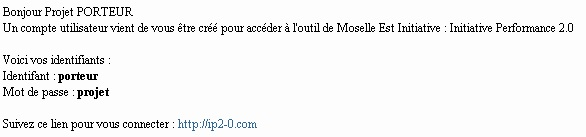 Bonjour Projet PORTEUR
Un compte utilisateur vient de vous être créé pour accéder à l'outil de Moselle Est Initiative : Initiative Performance 2.0
Voici vos identifiants :
Identifant : porteur
Mot de passe : projet
Suivez ce lien pour vous connecter : http://ip2-0.com